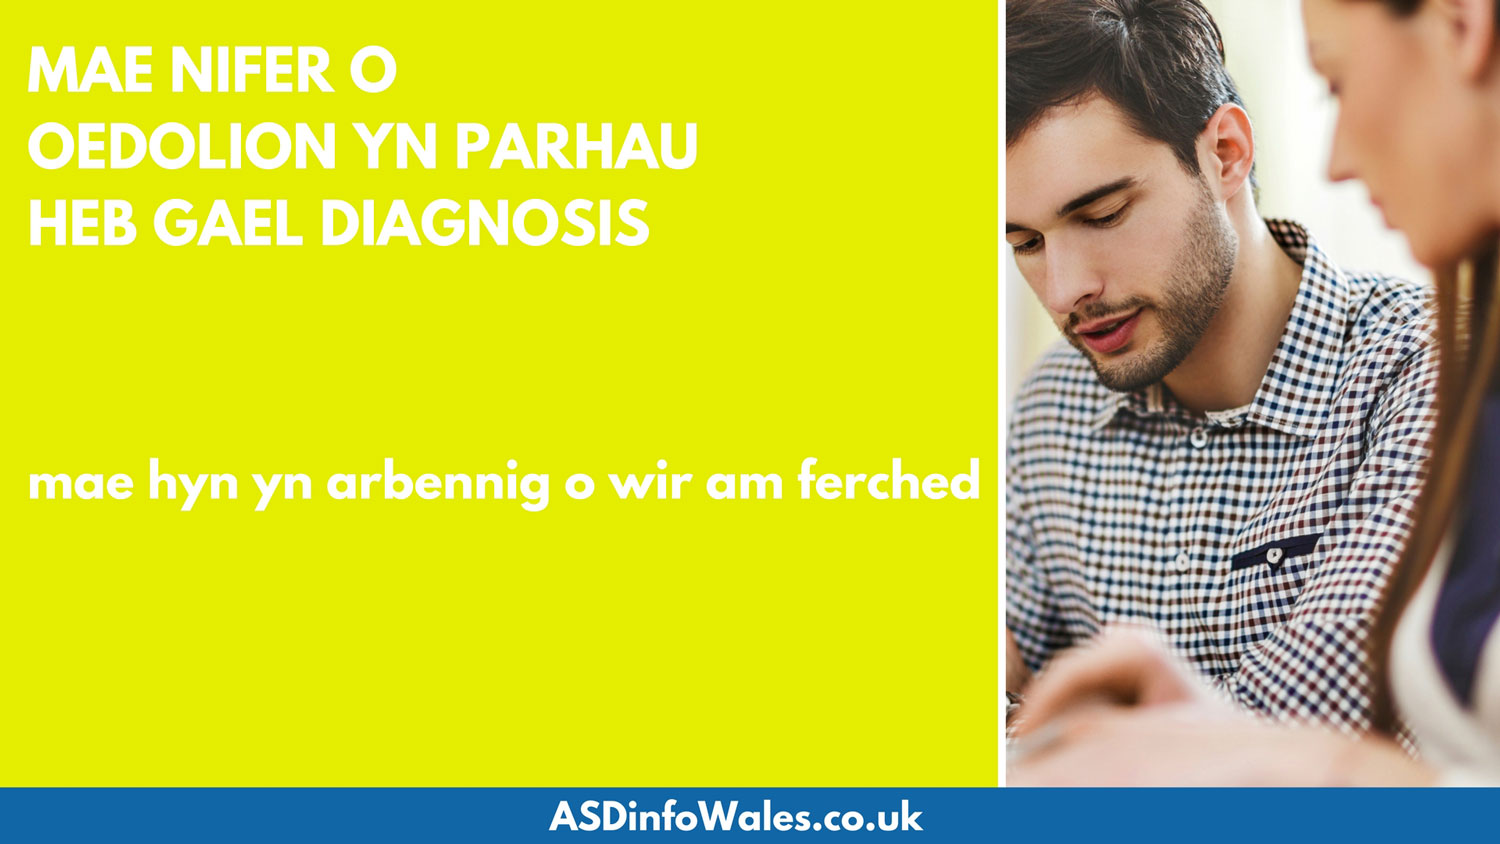 MAE NIFER O
OEDOLION YN PARHAU
HEB GAEL DIAGNOSIS
mae hyn yn arbennig o wir am ferched
ASDinfoWales.co.uk